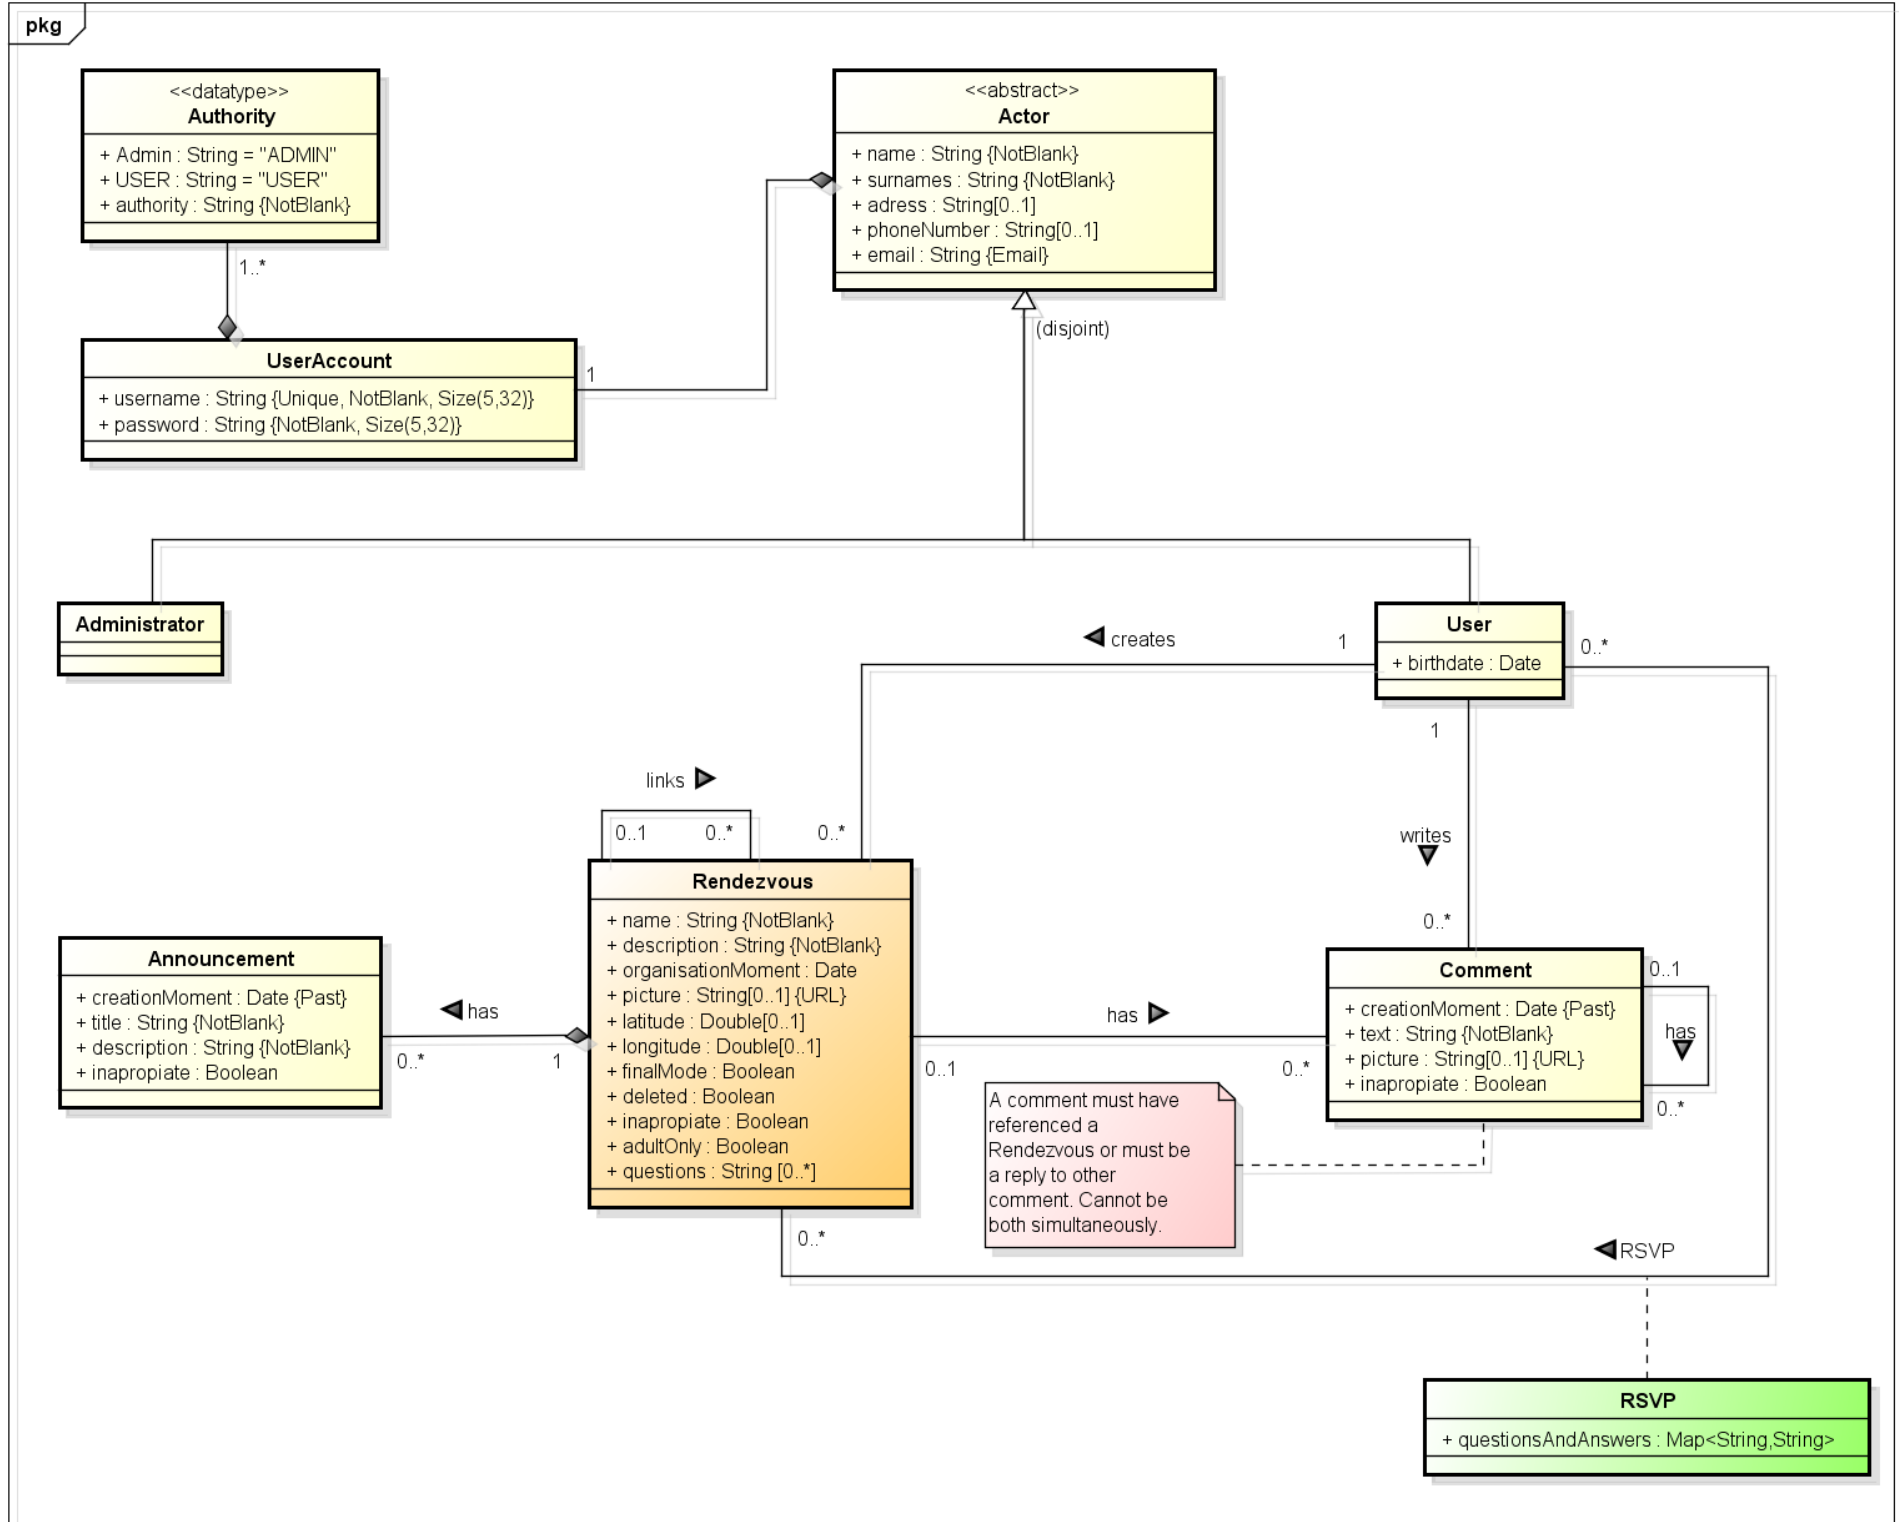 pkg
<<datatype>>
Authority
+ Admin : String = "ADMIN"
+ USER : String = "USER"
+ authority : String {NotBlank}
1..*
<<abstract>>
Actor
+ name : String {NotBlank}
+ surnames : String {NotBlank}
+ adress : String[0..1]
+ phoneNumber : String[0..1]
+ email : String {Email}
(disjoint)
UserAccount
+ username : String {Unique, NotBlank, Size(5,32)}
+ password : String {NotBlank, Size(5,32)}
1
Administrator
User
+ birthdate : Date
creates
1
0..*
0..*
1
writes
0..*
links
0..1
0..*
Rendezvous
+ name : String {NotBlank}
+ description : String {NotBlank}
+ organisationMoment : Date
+ picture : String[0..1] {URL}
+ latitude : Double[0..1]
+ longitude : Double[0..1]
+ finalMode : Boolean
+ deleted : Boolean
+ inapropiate : Boolean
+ adultOnly : Boolean
+ questions : String [0..*]
Announcement
+ creationMoment : Date {Past}
+ title : String {NotBlank}
+ description : String {NotBlank}
+ inapropiate : Boolean
has
0..*
1
has
0..1
0..*
Comment
+ creationMoment : Date {Past}
+ text : String {NotBlank}
+ picture : String[0..1] {URL}
+ inapropiate : Boolean
0..1
has
0..*
A comment must have
referenced a
Rendezvous or must be
a reply to other
comment. Cannot be
both simultaneously.
0..*
RSVP
RSVP
+ questionsAndAnswers : Map<String,String>